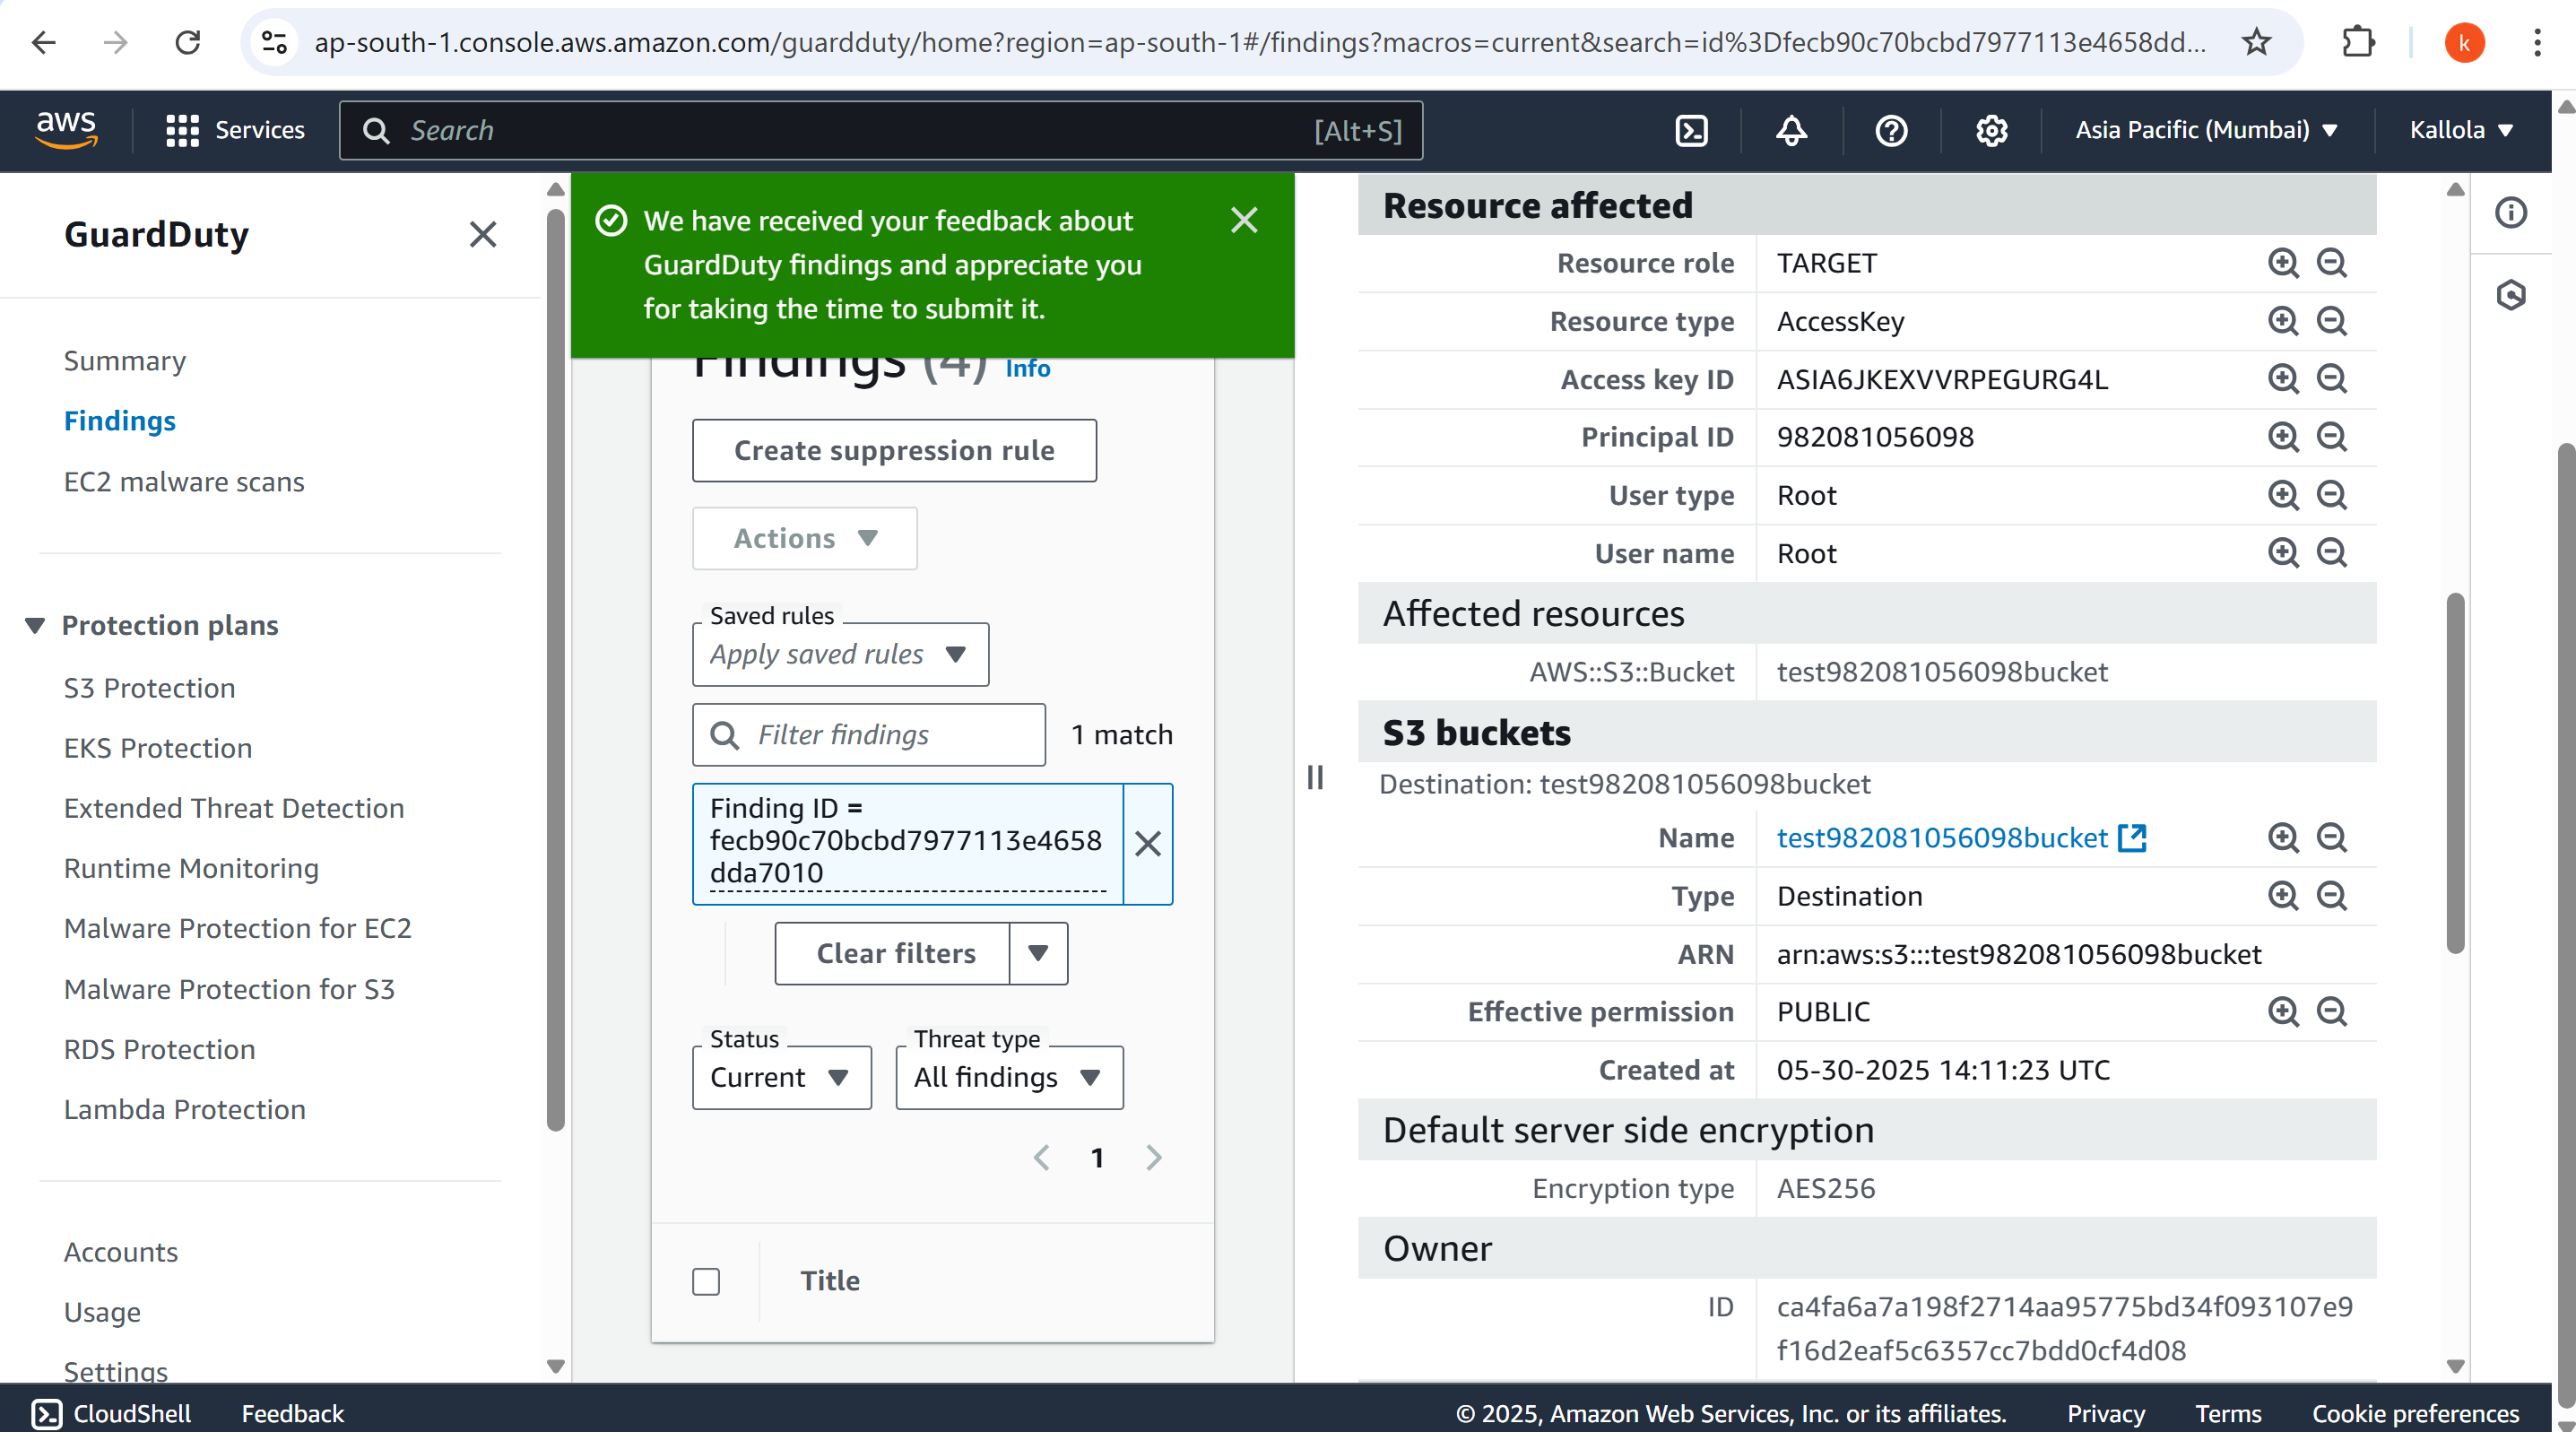 ap-south-1.console.aws.amazon.com/guardduty/home?region=ap-south-1#/findings?macros=current&search=id%3Dfecb90c70bcbd7977113e4658dd...
k
aws
Services
Search
[Alt+S]
Asia Pacific (Mumbai)
Kallola
GuardDuty
Summary
Findings
EC2 malware scans
Protection plans
S3 Protection
EKS Protection
Extended Threat Detection
Runtime Monitoring
Malware Protection for EC2
Malware Protection for S3
RDS Protection
Lambda Protection
Accounts
Usage
Settings
We have received your feedback about
GuardDuty findings and appreciate you
for taking the time to submit it.
Findings (4) Info
Create suppression rule
Actions
Saved rules
Apply saved rules
Filter findings
1 match
Finding ID =
fecb90c70bcbd7977113e4658
dda7010
Clear filters
Status
Current
Threat type
All findings
1
Title
Resource affected
Resource role TARGET
Resource type AccessKey
Access key ID ASIA6JKEXVVRPEGURG4L
Principal ID 982081056098
User type Root
User name Root
Affected resources
AWS::S3::Bucket test982081056098bucket
S3 buckets
Destination: test982081056098bucket
Name test982081056098bucket
Type Destination
ARN arn:aws:s3:::test982081056098bucket
Effective permission PUBLIC
Created at 05-30-2025 14:11:23 UTC
Default server side encryption
Encryption type AES256
Owner
ID ca4fa6a7a198f2714aa95775bd34f093107e9
f16d2eaf5c6357cc7bdd0cf4d08
CloudShell
Feedback
© 2025, Amazon Web Services, Inc. or its affiliates.
Privacy
Terms
Cookie preferences